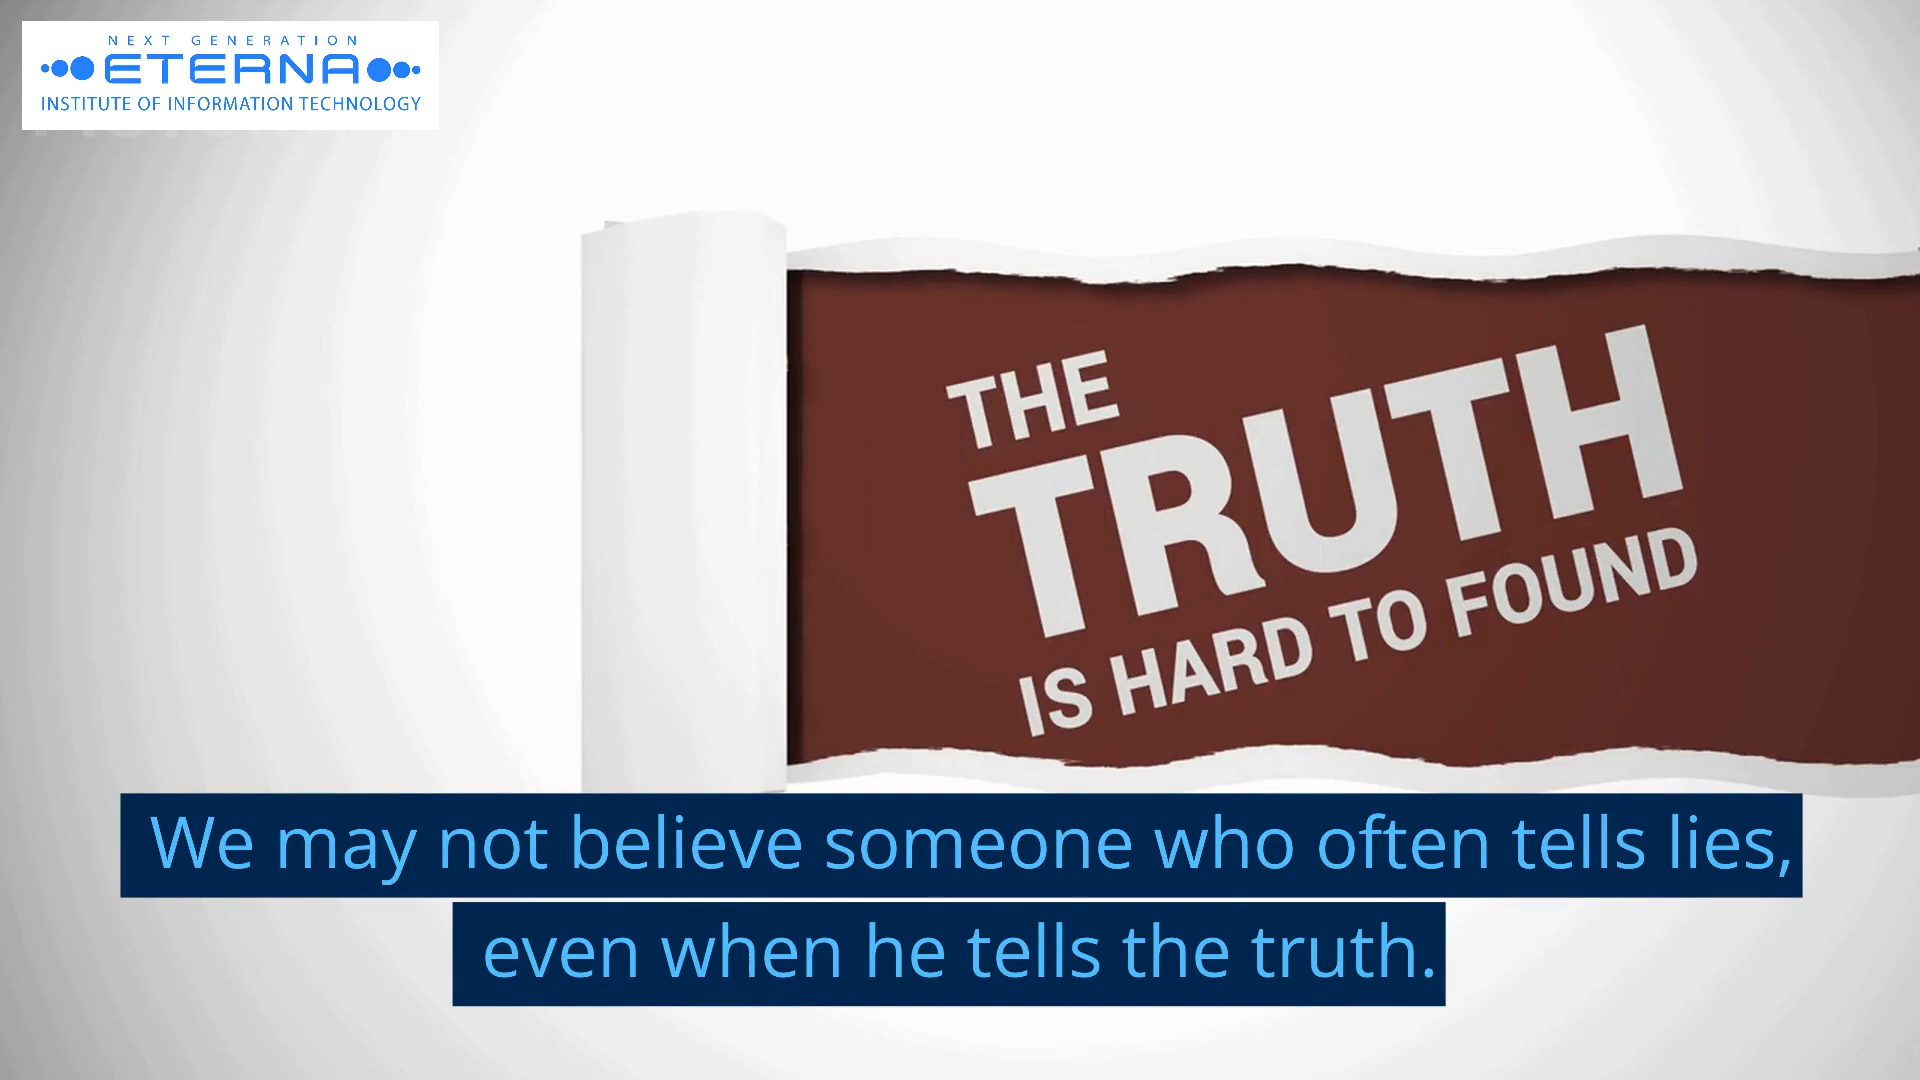 NEXT GENERATION
ETERNA
INSTITUTE OF INFORMATION TECHNOLOGY
THE
TRUTH
IS HARD TO FOUND
We may not believe someone who often tells lies,
even when he tells the truth.